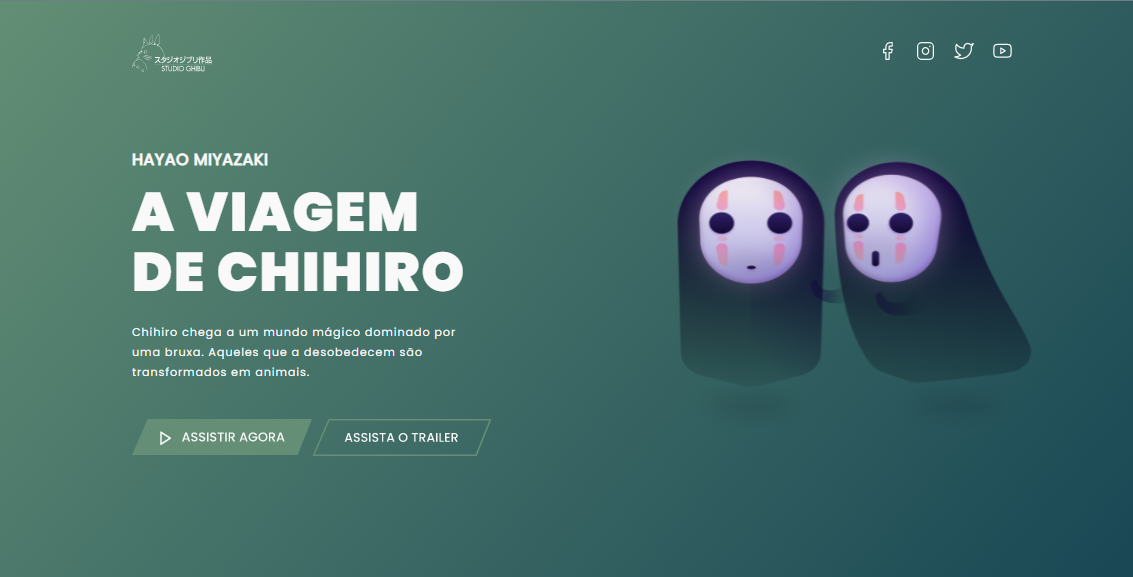 スタジオジブリ作品
STUDIO GHIBLI
HAYAO MIYAZAKI
A VIAGEM
DE CHIHIRO
Chihiro chega a um mundo mágico dominado por
uma bruxa. Aqueles que a desobedecem são
transformados em animais.
ASSISTIR AGORA
ASSISTA O TRAILER